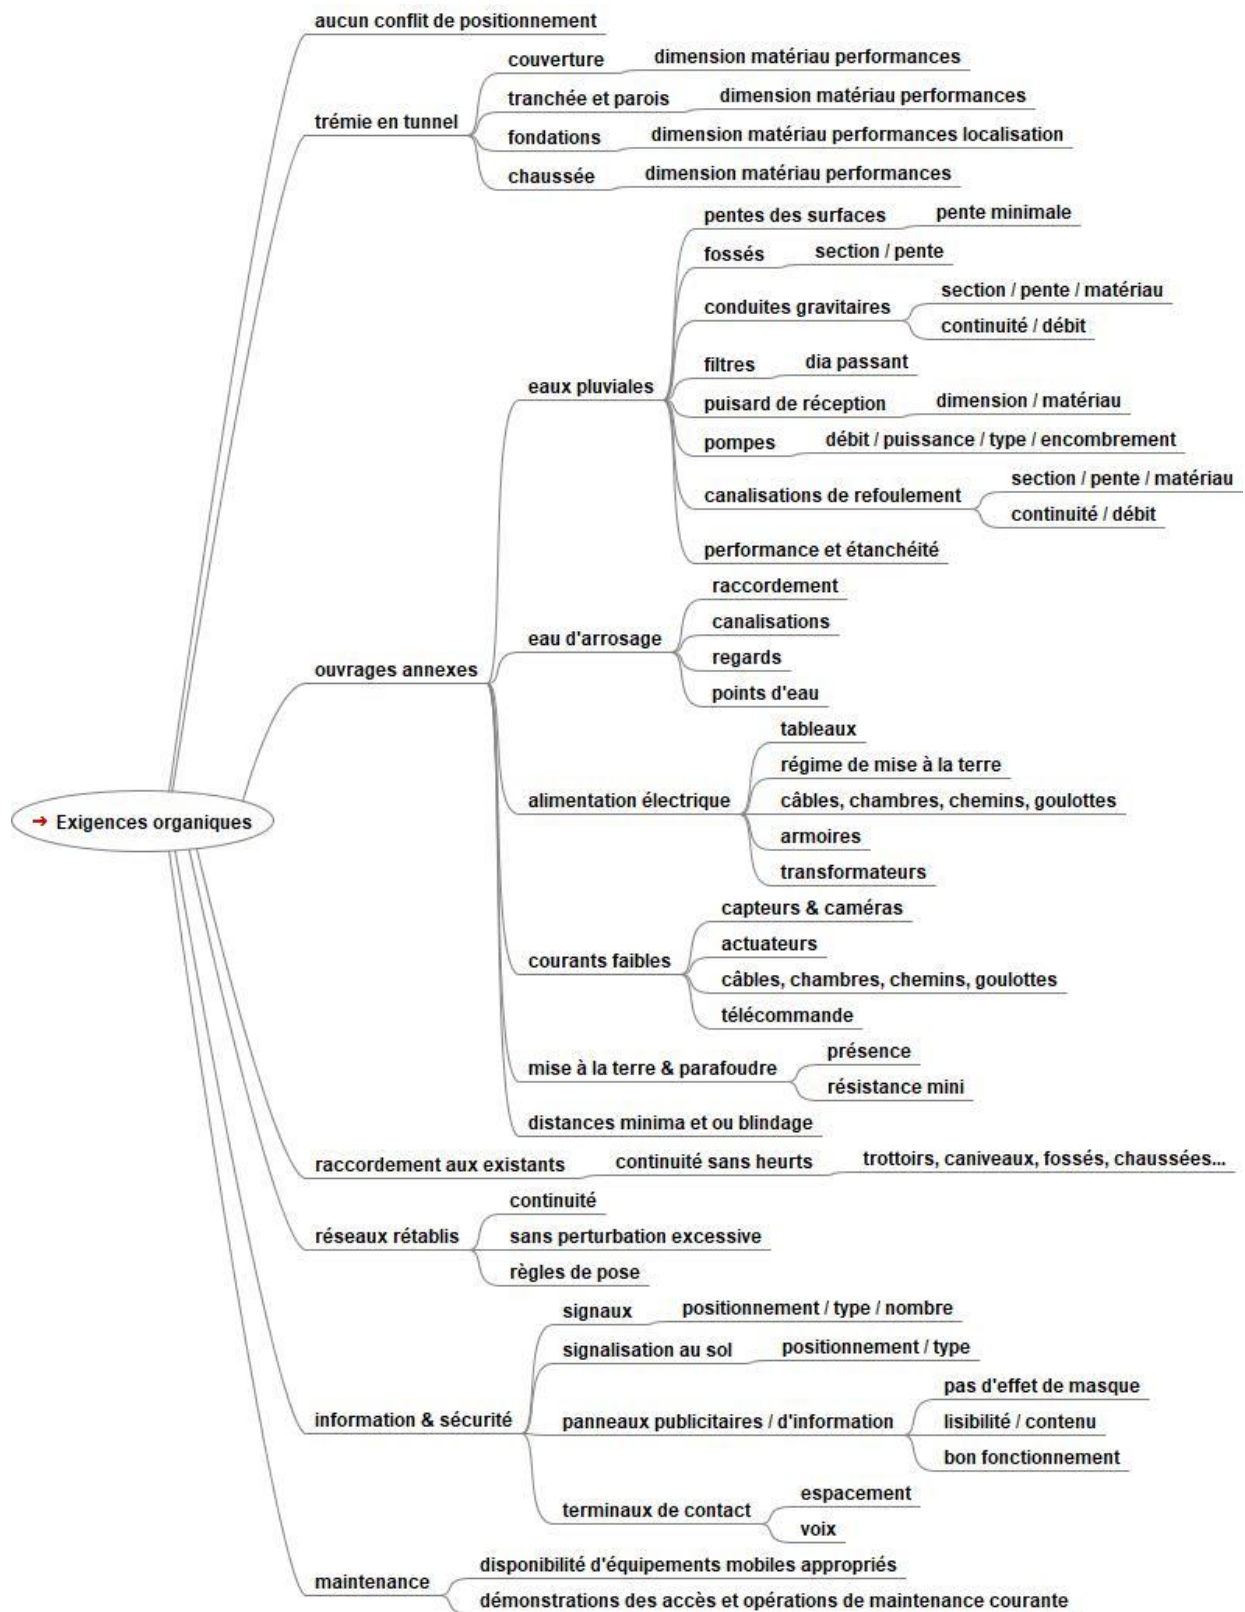 aucun conflit de positionnement
trémie en tunnel
couverture
dimension matériau performances
tranchée et parois
dimension matériau performances
fondations
dimension matériau performances localisation
chaussée
dimension matériau performances
ouvrages annexes
eaux pluviales
pentes des surfaces
pente minimale
fossés
section / pente
conduites gravitaires
section / pente / matériau
continuité / débit
filtres
dia passant
puisard de réception
dimension / matériau
pompes
débit / puissance / type / encombrement
canalisations de refoulement
section / pente / matériau
continuité / débit
performance et étanchéité
eau d'arrosage
raccordement
canalisations
regards
points d'eau
alimentation électrique
tableaux
régime de mise à la terre
câbles, chambres, chemins, goulottes
armoires
transformateurs
courants faibles
capteurs & caméras
actuateurs
câbles, chambres, chemins, goulottes
télécommande
mise à la terre & parafoudre
présence
résistance mini
distances minima et ou blindage
Exigences organiques
raccordement aux existants
continuité sans heurts
trottoirs, caniveaux, fossés, chaussées...
réseaux rétablis
continuité
sans perturbation excessive
règles de pose
information & sécurité
signaux
positionnement / type / nombre
signalisation au sol
positionnement / type
panneaux publicitaires / d'information
pas d'effet de masque
lisibilité / contenu
bon fonctionnement
terminaux de contact
espacement
voix
maintenance
disponibilité d'équipements mobiles appropriés
démonstrations des accès et opérations de maintenance courante